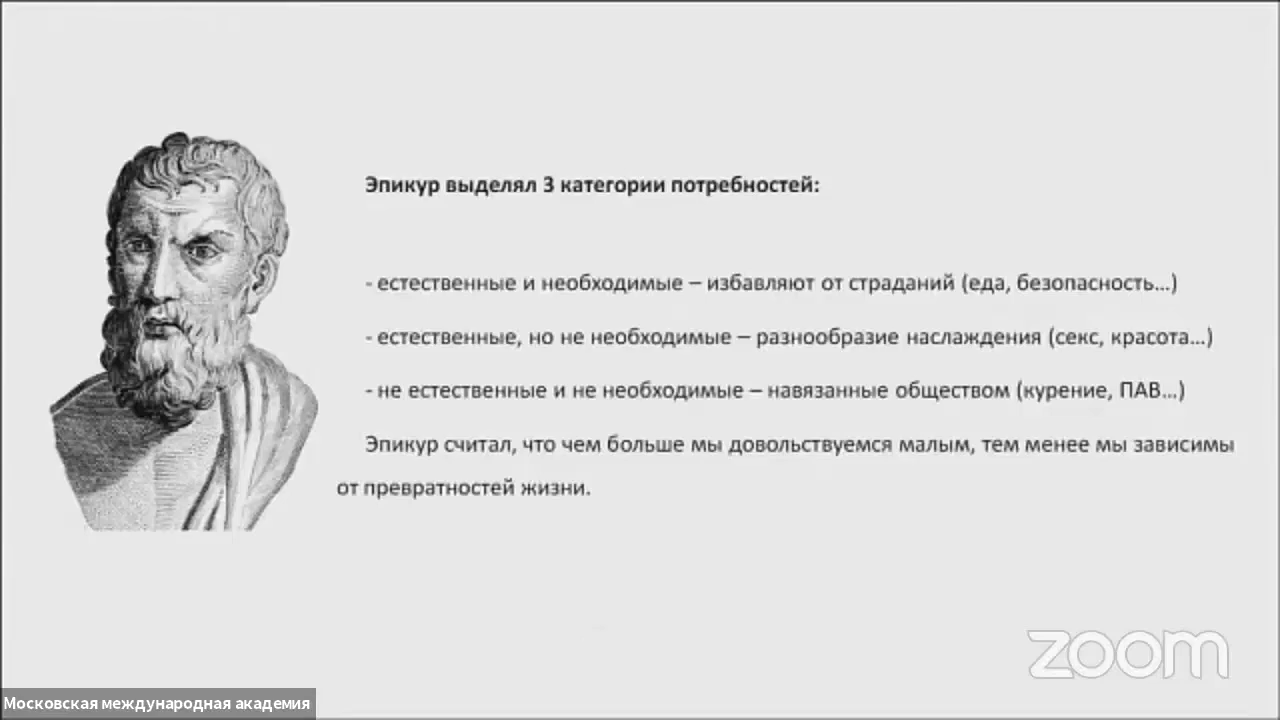 Эпикур выделял 3 категории потребностей:
- естественные и необходимые – избавляют от страданий (еда, безопасность...)
- естественные, но не необходимые – разнообразие наслаждения (секс, красота...)
- не естественные и не необходимые – навязанные обществом (курение, ПАВ...)
Эпикур считал, что чем больше мы довольствуемся малым, тем менее мы зависимы
от превратностей жизни.
zoom
Московская международная академия